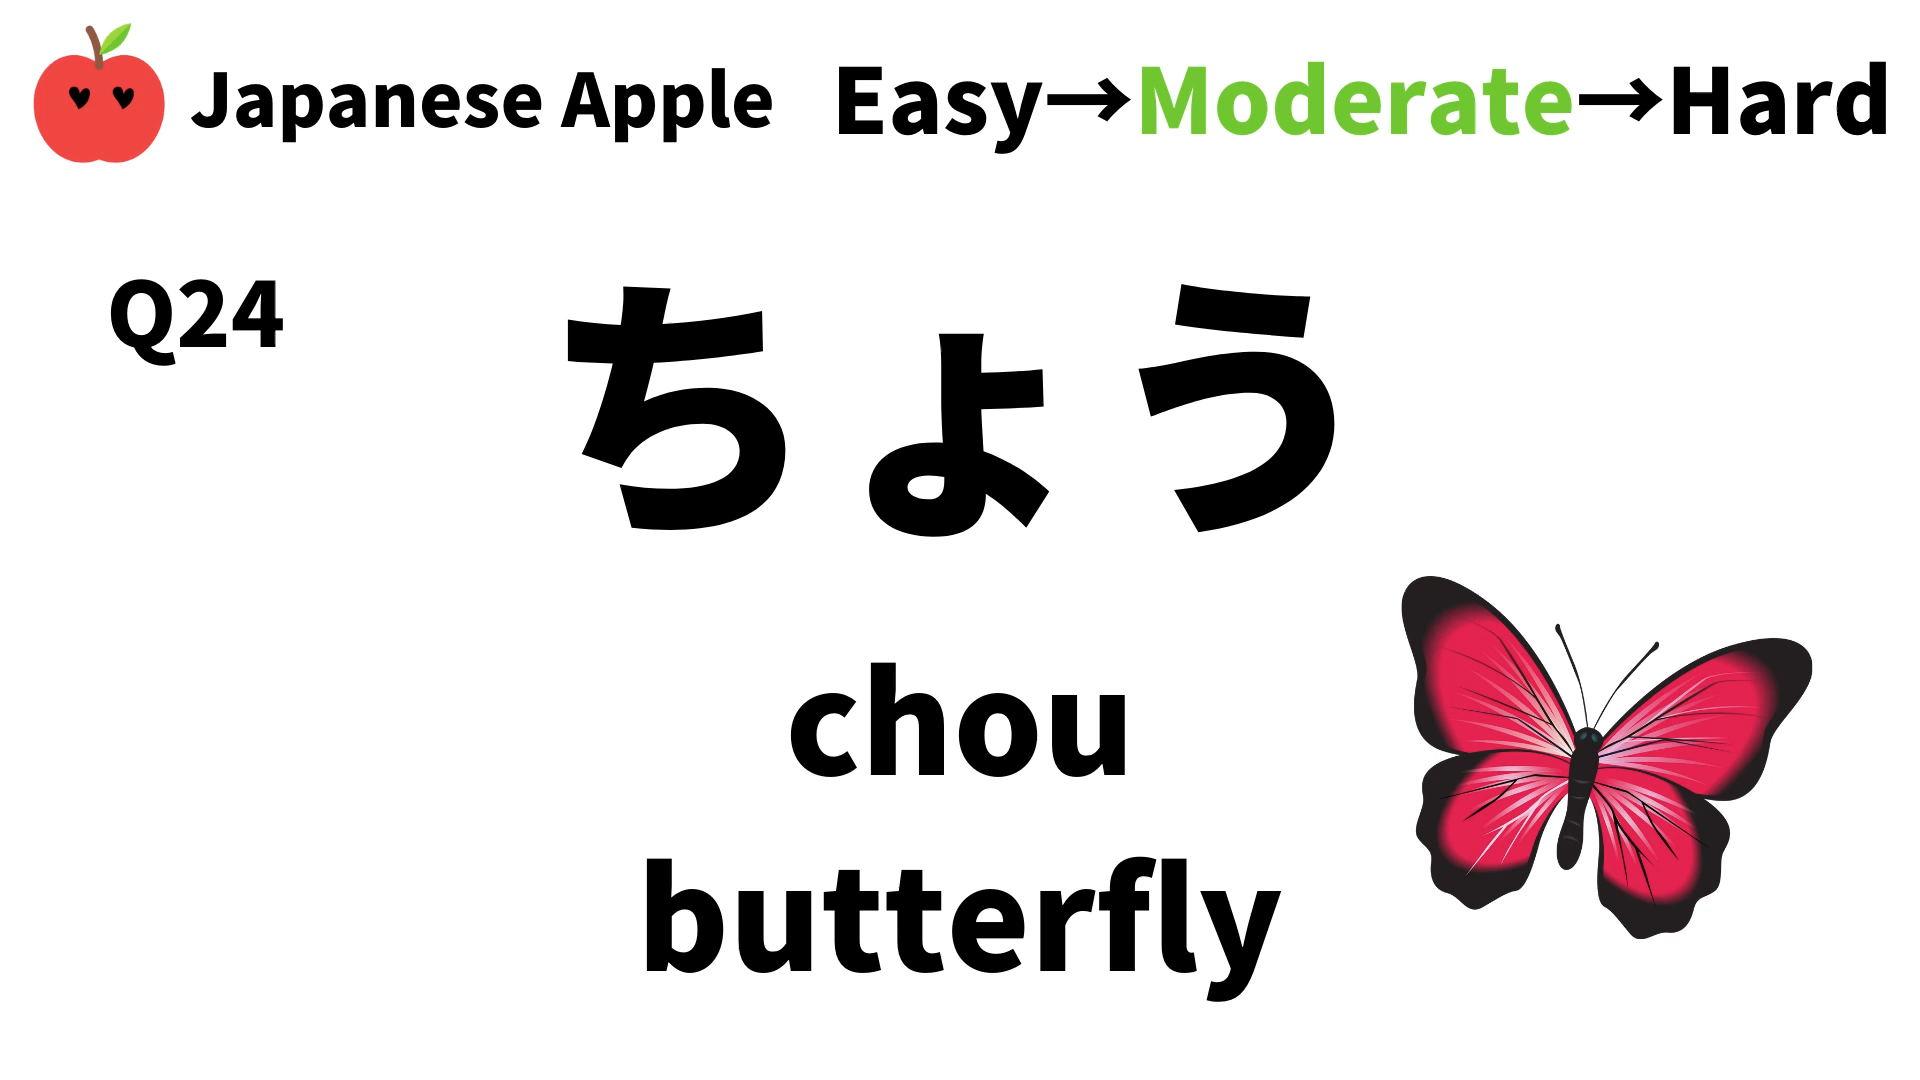 Japanese Apple Easy→Moderate→Hard
Q24
ちょう
chou
butterfly